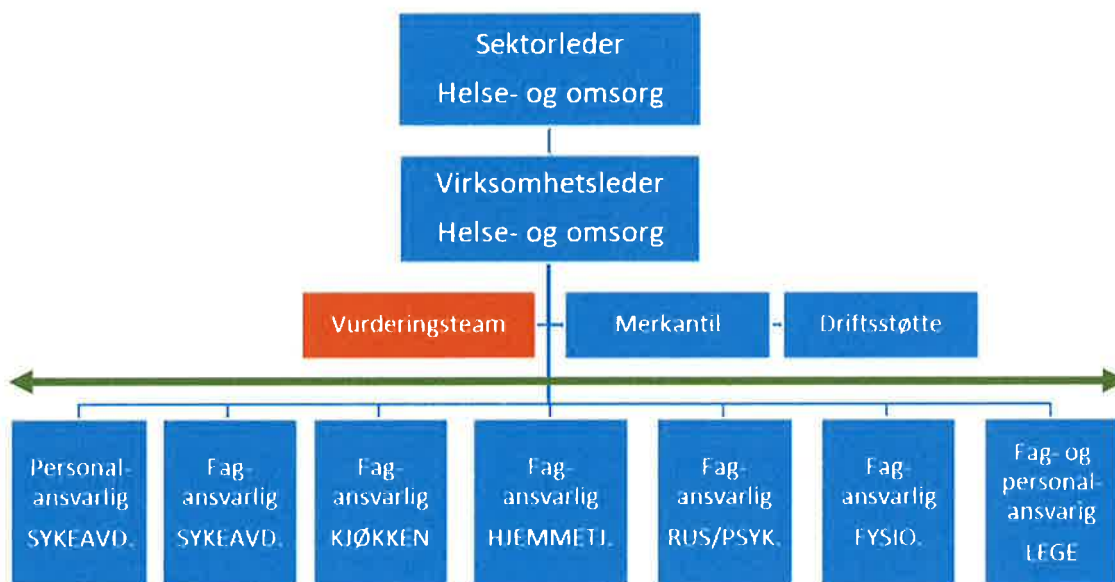 Sektorleder
Helse- og omsorg
Virksomhetsleder
Helse- og omsorg
Vurderingsteam
Merkantil
Driftsstøtte
Personal-
ansvarlig
SYKEAVD.
Fag-
ansvarlig
SYKEAVD.
Fag-
ansvarlig
KJØKKEN
Fag-
ansvarlig
HJEMMETJ.
Fag-
ansvarlig
RUS/PSYK.
Fag-
ansvarlig
FYSIO.
Fag- og
personal-
ansvarig
LEGE